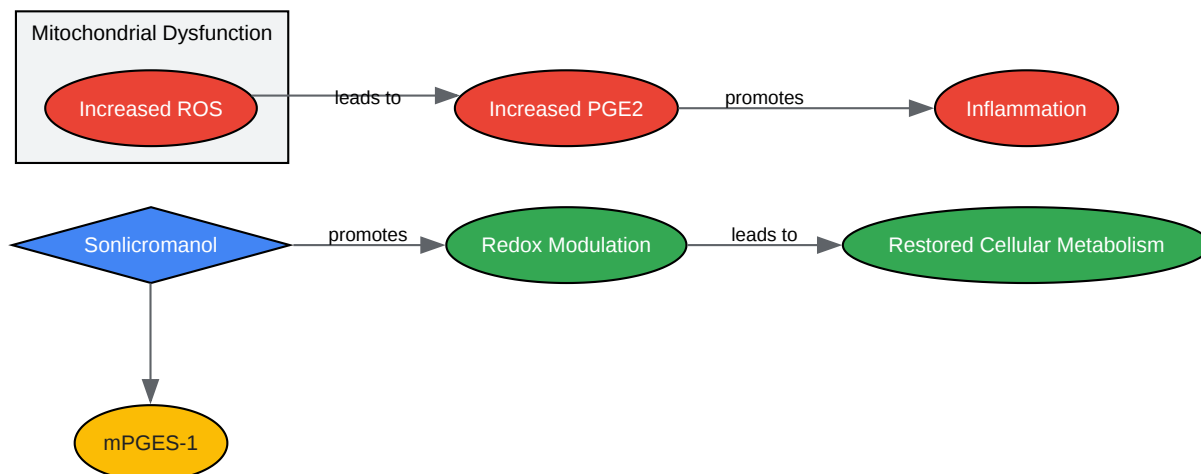 Mitochondrial Dysfunction
Increased ROS
leads to
Increased PGE2
promotes
Inflammation
Sonlicromanol
promotes
Redox Modulation
leads to
Restored Cellular Metabolism
mPGES-1